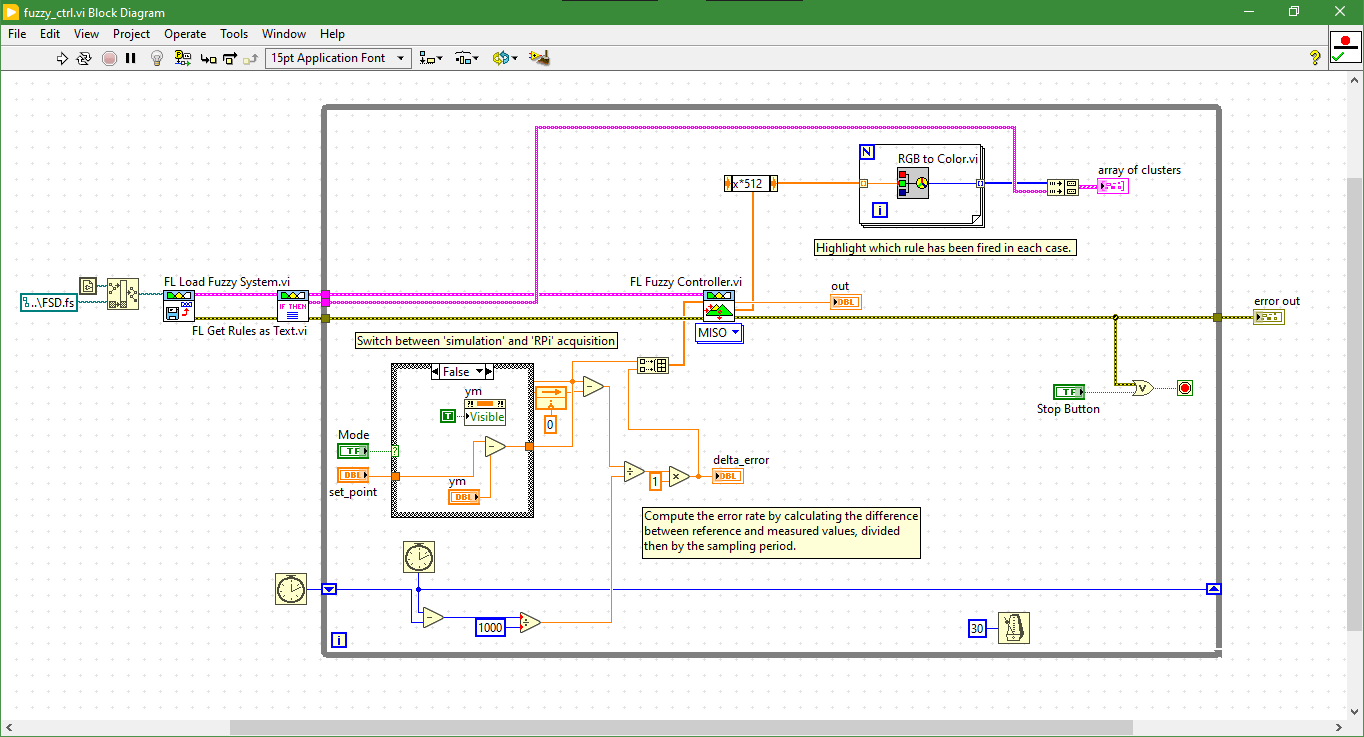 fuzzy_ctrl.vi Block Diagram
File Edit View Project Operate Tools Window Help
15pt Application Font
N
RGB to Color.vi
array of clusters
x*512
i
Highlight which rule has been fired in each case.
FL Load Fuzzy System.vi
FL Fuzzy Controller.vi
out
DBL
..\FSD.fs
IF THEN
error out
FL Get Rules as Text.vi
MISO
Switch between 'simulation' and 'RPi' acquisition
False
ym
T
Visible
0
TF
Stop Button
Mode
TF
?
DBL
set_point
ym
DBL
delta_error
1
DBL
Compute the error rate by calculating the difference
between reference and measured values, divided
then by the sampling period.
1000
30
i